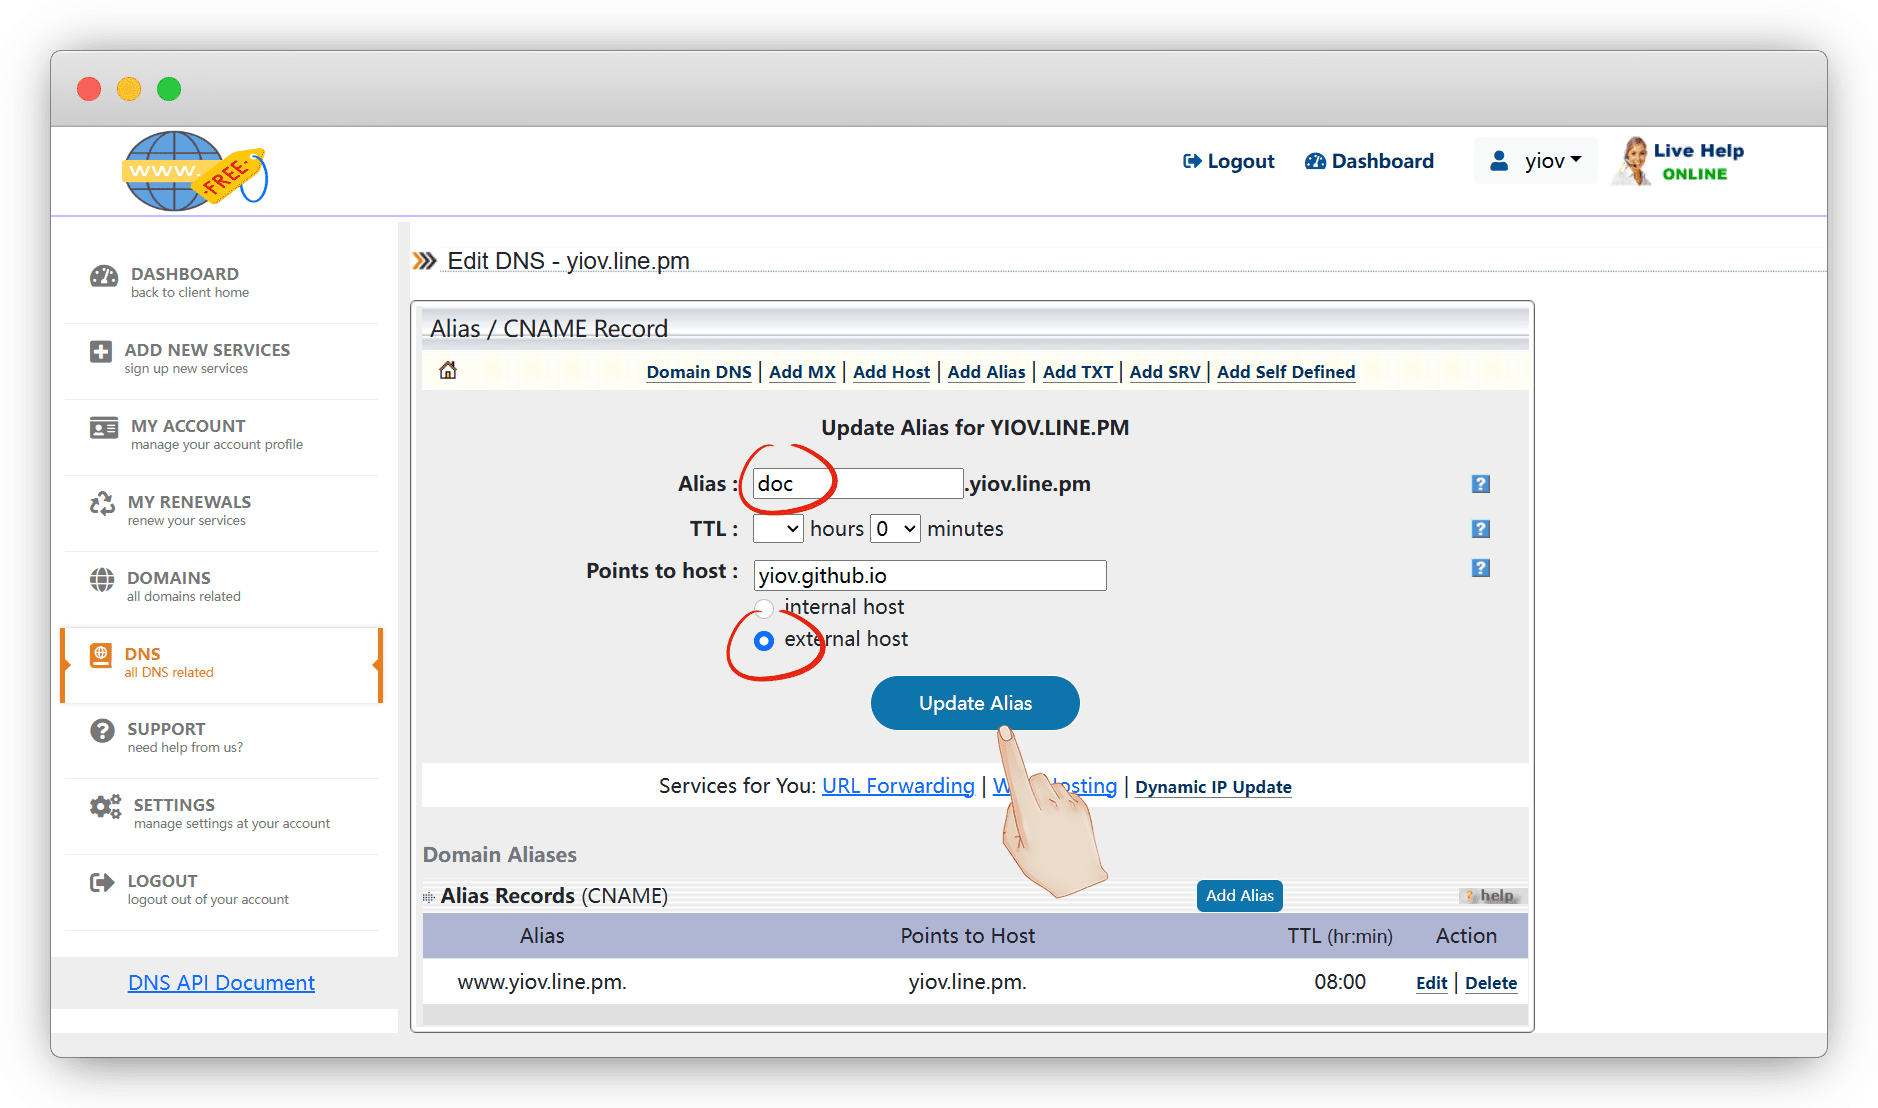 www.
-FREE-
Logout
Dashboard
yiov
Live Help
ONLINE
DASHBOARD
back to client home
ADD NEW SERVICES
sign up new services
MY ACCOUNT
manage your account profile
MY RENEWALS
renew your services
DOMAINS
all domains related
DNS
all DNS related
SUPPORT
need help from us?
SETTINGS
manage settings at your account
LOGOUT
logout out of your account
DNS API Document
Edit DNS - yiov.line.pm
Alias / CNAME Record
Domain DNS | Add MX | Add Host | Add Alias | Add TXT | Add SRV | Add Self Defined
Update Alias for YIOV.LINE.PM
Alias : doc .yiov.line.pm ?
TTL : hours 0 minutes ?
Points to host : yiov.github.io ?
internal host
external host
Update Alias
Services for You: URL Forwarding | | Dynamic IP Update
Domain Aliases
Alias Records (CNAME) Add Alias ? help
Alias Points to Host TTL (hr:min) Action
www.yiov.line.pm. yiov.line.pm. 08:00 Edit | Delete